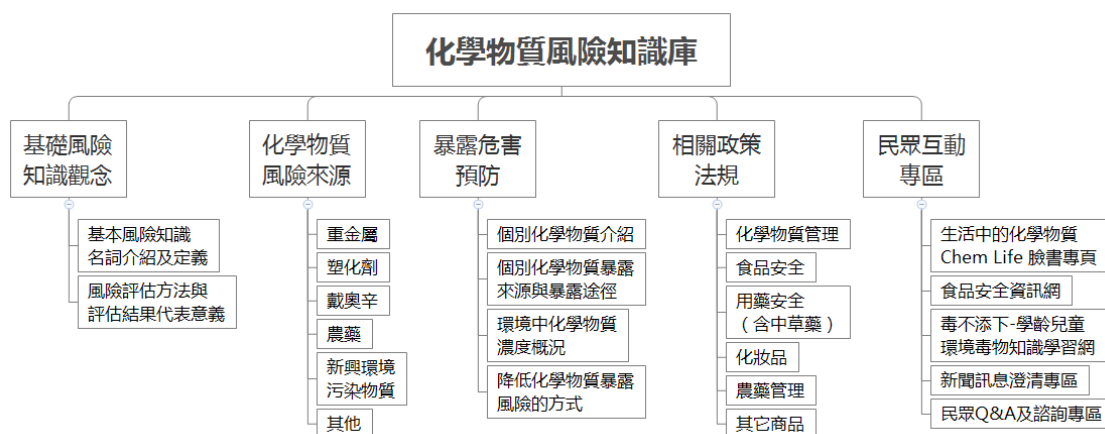 化學物質風險知識庫
基礎風險
知識觀念
基本風險知識
名詞介紹及定義
風險評估方法與
評估結果代表意義
化學物質
風險來源
重金屬
塑化劑
戴奧辛
農藥
新興環境
污染物質
其他
暴露危害
預防
個別化學物質介紹
個別化學物質暴露
來源與暴露途徑
環境中化學物質
濃度概況
降低化學物質暴露
風險的方式
相關政策
法規
化學物質管理
食品安全
用藥安全
（含中草藥）
化妝品
農藥管理
其它商品
民眾互動
專區
生活中的化學物質
Chem Life 臉書專頁
食品安全資訊網
毒不添下-學齡兒童
環境毒物知識學習網
新聞訊息澄清專區
民眾Q&A及諮詢專區